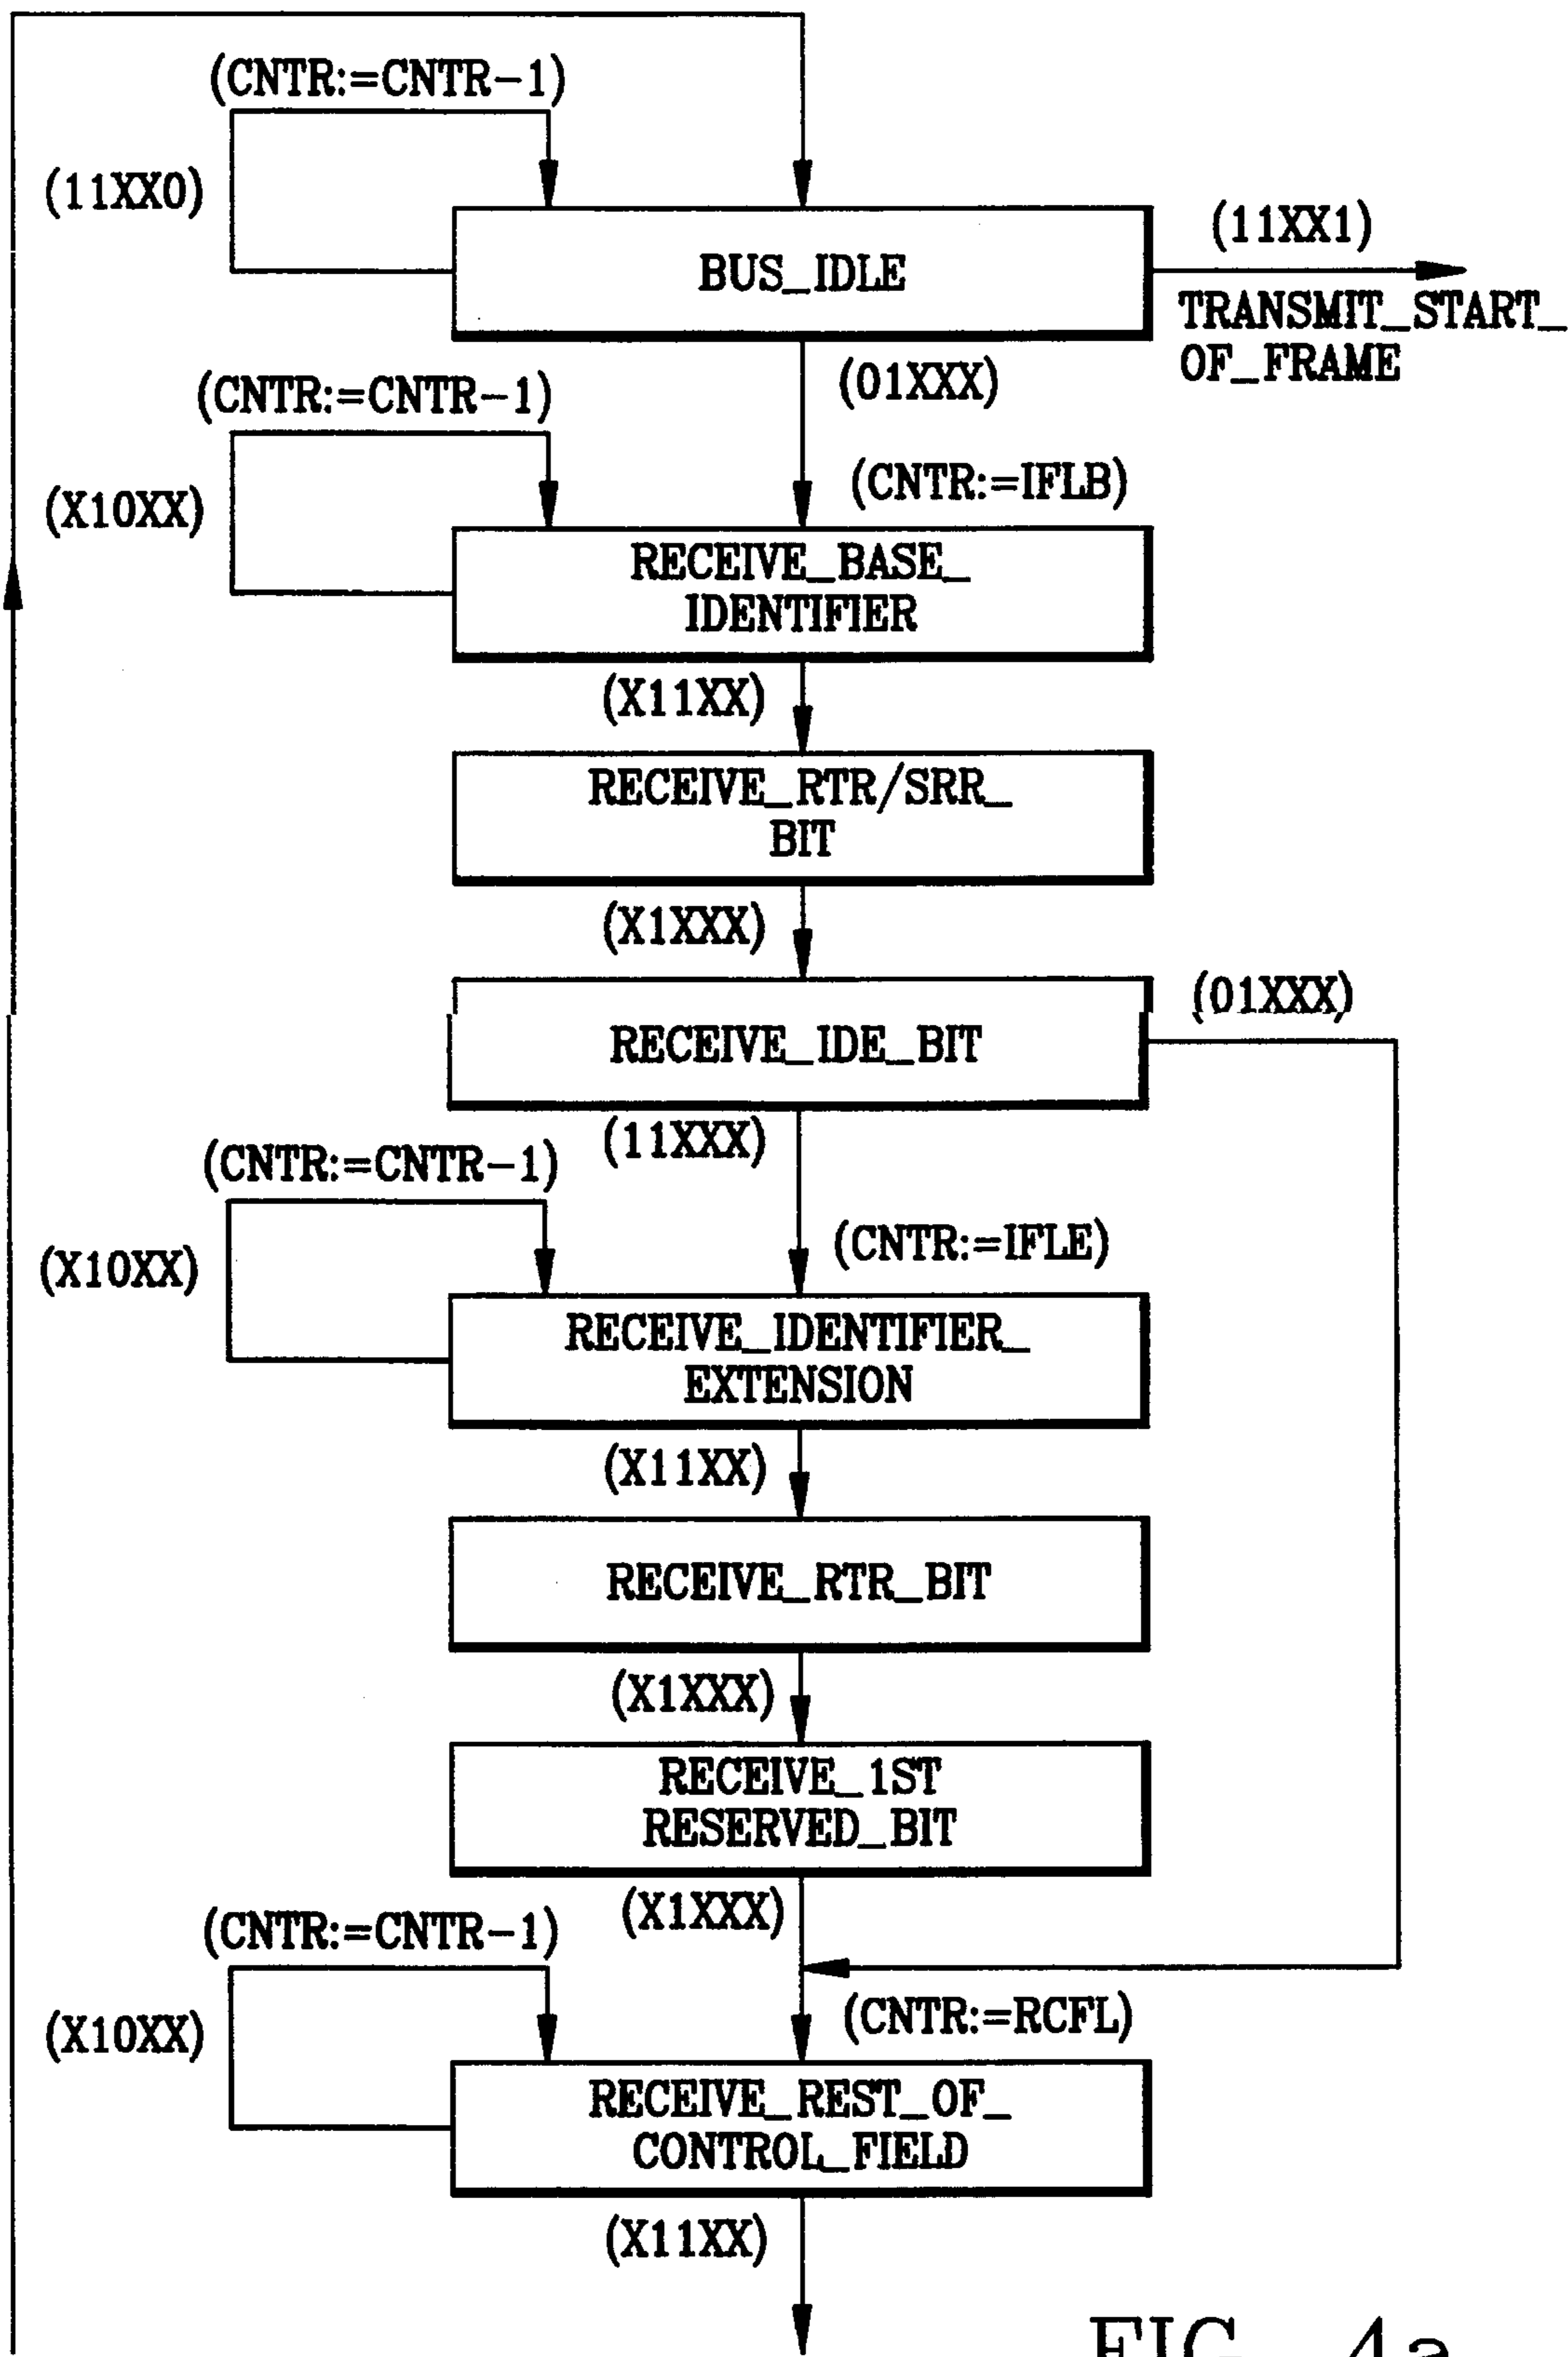 (CNTR:=CNTR-1)
(11XX0)
(11XX1)
BUS_IDLE
TRANSMIT_START_
OF_FRAME
(01XXX)
(CNTR:=CNTR-1)
(CNTR:=IFLB)
(X10XX)
RECEIVE_BASE_
IDENTIFIER
(X11XX)
RECEIVE_RTR/SRR_
BIT
(X1XXX)
(01XXX)
RECEIVE_IDE_BIT
(11XXX)
(CNTR:=CNTR-1)
(CNTR:=IFLE)
(X10XX)
RECEIVE_IDENTIFIER_
EXTENSION
(X11XX)
RECEIVE_RTR_BIT
(X1XXX)
RECEIVE_1ST
RESERVED_BIT
(X1XXX)
(CNTR:=CNTR-1)
(CNTR:=RCFL)
(X10XX)
RECEIVE_REST_OF_
CONTROL_FIELD
(X11XX)
FIG. 4a